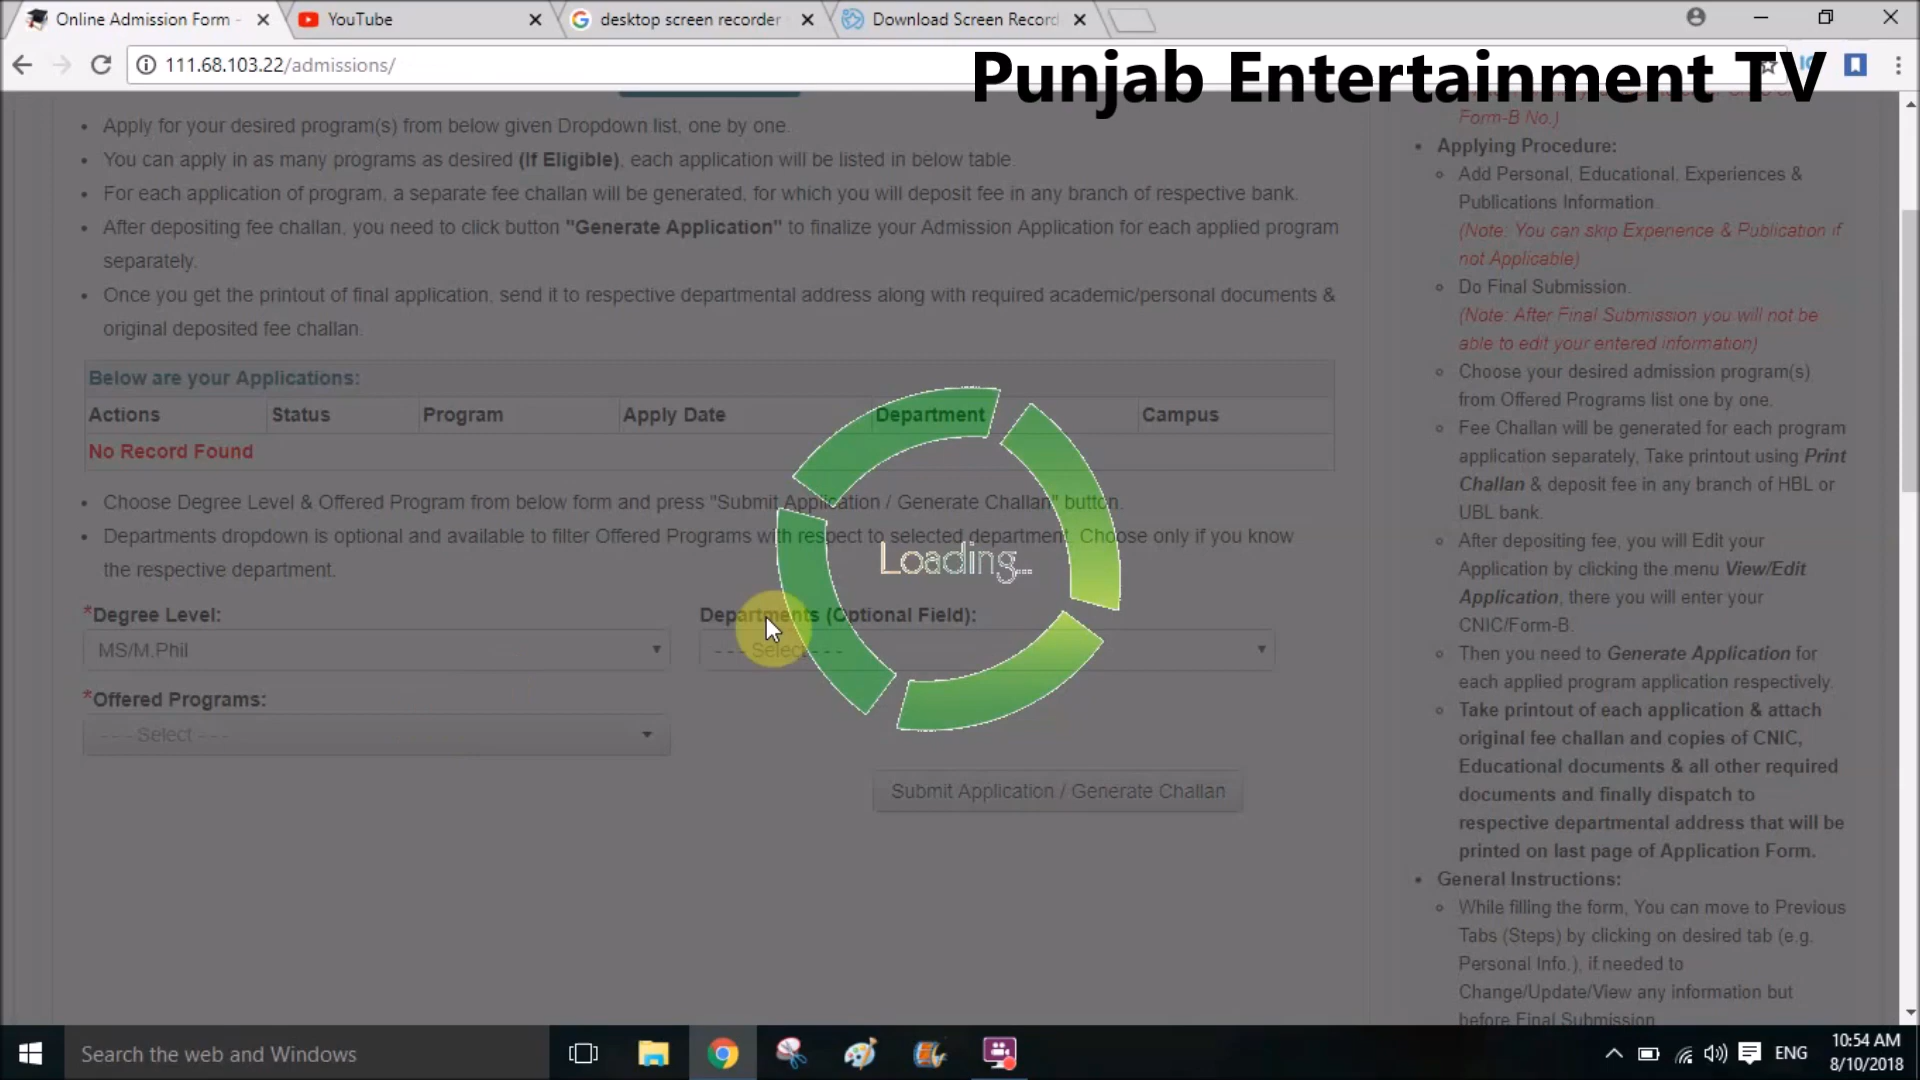 Online Admission Form -
YouTube
desktop screen recorder
Download Screen Record
111.68.103.22/admissions/
Punjab Entertainment TV
Apply for your desired program(s) from below given Dropdown list, one by one.
You can apply in as many programs as desired (If Eligible), each application will be listed in below table.
For each application of program, a separate fee challan will be generated, for which you will deposit fee in any branch of respective bank.
After depositing fee challan, you need to click button "Generate Application" to finalize your Admission Application for each applied program
separately.
Once you get the printout of final application, send it to respective departmental address along with required academic/personal documents &
original deposited fee challan.
Below are your Applications:
Actions Status Program Apply Date Department Campus
No Record Found
Choose Degree Level & Offered Program from below form and press "Submit Application / Generate Challan" button.
Departments dropdown is optional and available to filter Offered Programs with respect to selected department. Choose only if you know
the respective department.
Loading...
*Degree Level:
Departments (Optional Field):
MS/M.Phil
- - - Select - - -
*Offered Programs:
- - - Select - - -
Submit Application / Generate Challan
Form-B No.)
Applying Procedure:
Add Personal, Educational, Experiences &
Publications Information.
(Note: You can skip Experience & Publication if
not Applicable)
Do Final Submission.
(Note: After Final Submission you will not be
able to edit your entered information)
Choose your desired admission program(s)
from Offered Programs list one by one.
Fee Challan will be generated for each program
application separately, Take printout using Print
Challan & deposit fee in any branch of HBL or
UBL bank.
After depositing fee, you will Edit your
Application by clicking the menu View/Edit
Application, there you will enter your
CNIC/Form-B.
Then you need to Generate Application for
each applied program application respectively.
Take printout of each application & attach
original fee challan and copies of CNIC,
Educational documents & all other required
documents and finally dispatch to
respective departmental address that will be
printed on last page of Application Form.
General Instructions:
While filling the form, You can move to Previous
Tabs (Steps) by clicking on desired tab (e.g.
Personal Info.), if needed to
Change/Update/View any information but
before Final Submission
Search the web and Windows
ENG
10:54 AM
8/10/2018